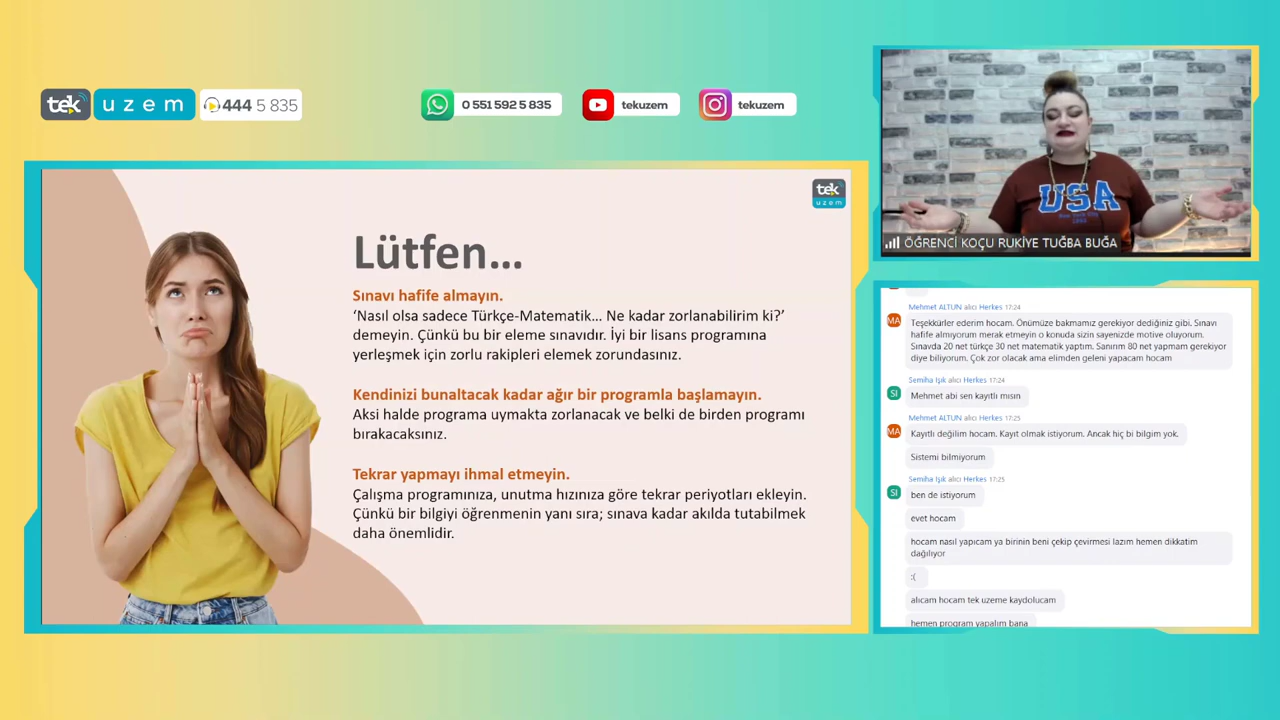 tek uzem 444 5 835
0 551 592 5 835
tekuzem
tekuzem
tek
uzem
Lütfen...
Sınavı hafife almayın.
‘Nasıl olsa sadece Türkçe-Matematik... Ne kadar zorlanabilirim ki?’
demeyin. Çünkü bu bir eleme sınavıdır. İyi bir lisans programına
yerleşmek için zorlu rakipleri elemek zorundasınız.
Kendinizi bunaltacak kadar ağır bir programla başlamayın.
Aksi halde programa uymakta zorlanacak ve belki de birden programı
bırakacaksınız.
Tekrar yapmayı ihmal etmeyin.
Çalışma programınıza, unutma hızınıza göre tekrar periyotları ekleyin.
Çünkü bir bilgiyi öğrenmenin yanı sıra; sınava kadar akılda tutabilmek
daha önemlidir.
USA
ÖĞRENCİ KOÇU RUKİYE TUĞBA BUĞA
Mehmet ALTUN alıcı Herkes 17:24
MA
Teşekkürler ederim hocam. Önümüze bakmamız gerekiyor dediğiniz gibi. Sınavı
hafife almıyorum merak etmeyin o konuda sizin sayenizde motive oluyorum.
Sınavda 20 net türkçe 30 net matematik yaptım. Sanırım 80 net yapmam gerekiyor
diye biliyorum. Çok zor olacak ama elimden geleni yapacam hocam
Semiha Işık alıcı Herkes 17:24
SI
Mehmet abi sen kayıtlı mısın
Mehmet ALTUN alıcı Herkes 17:25
MA
Kayıtlı değilim hocam. Kayıt olmak istiyorum. Ancak hiç bi bilgim yok.
Sistemi bilmiyorum
Semiha Işık alıcı Herkes 17:25
SI
ben de istiyorum
evet hocam
hocam nasıl yapıcam ya birinin beni çekip çevirmesi lazım hemen dikkatim
dağılıyor
:(
alıcam hocam tek uzeme kaydolucam
hemen program yapalım bana